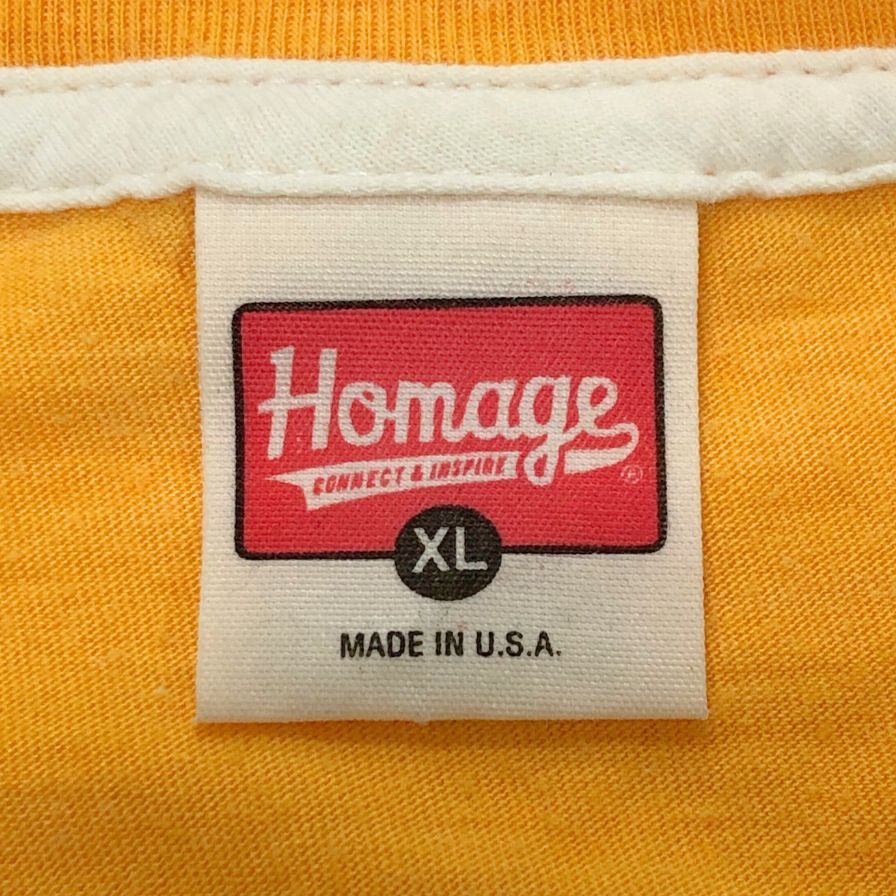 Homage
CONNECT & INSPIRE
®
XL
MADE IN U.S.A.